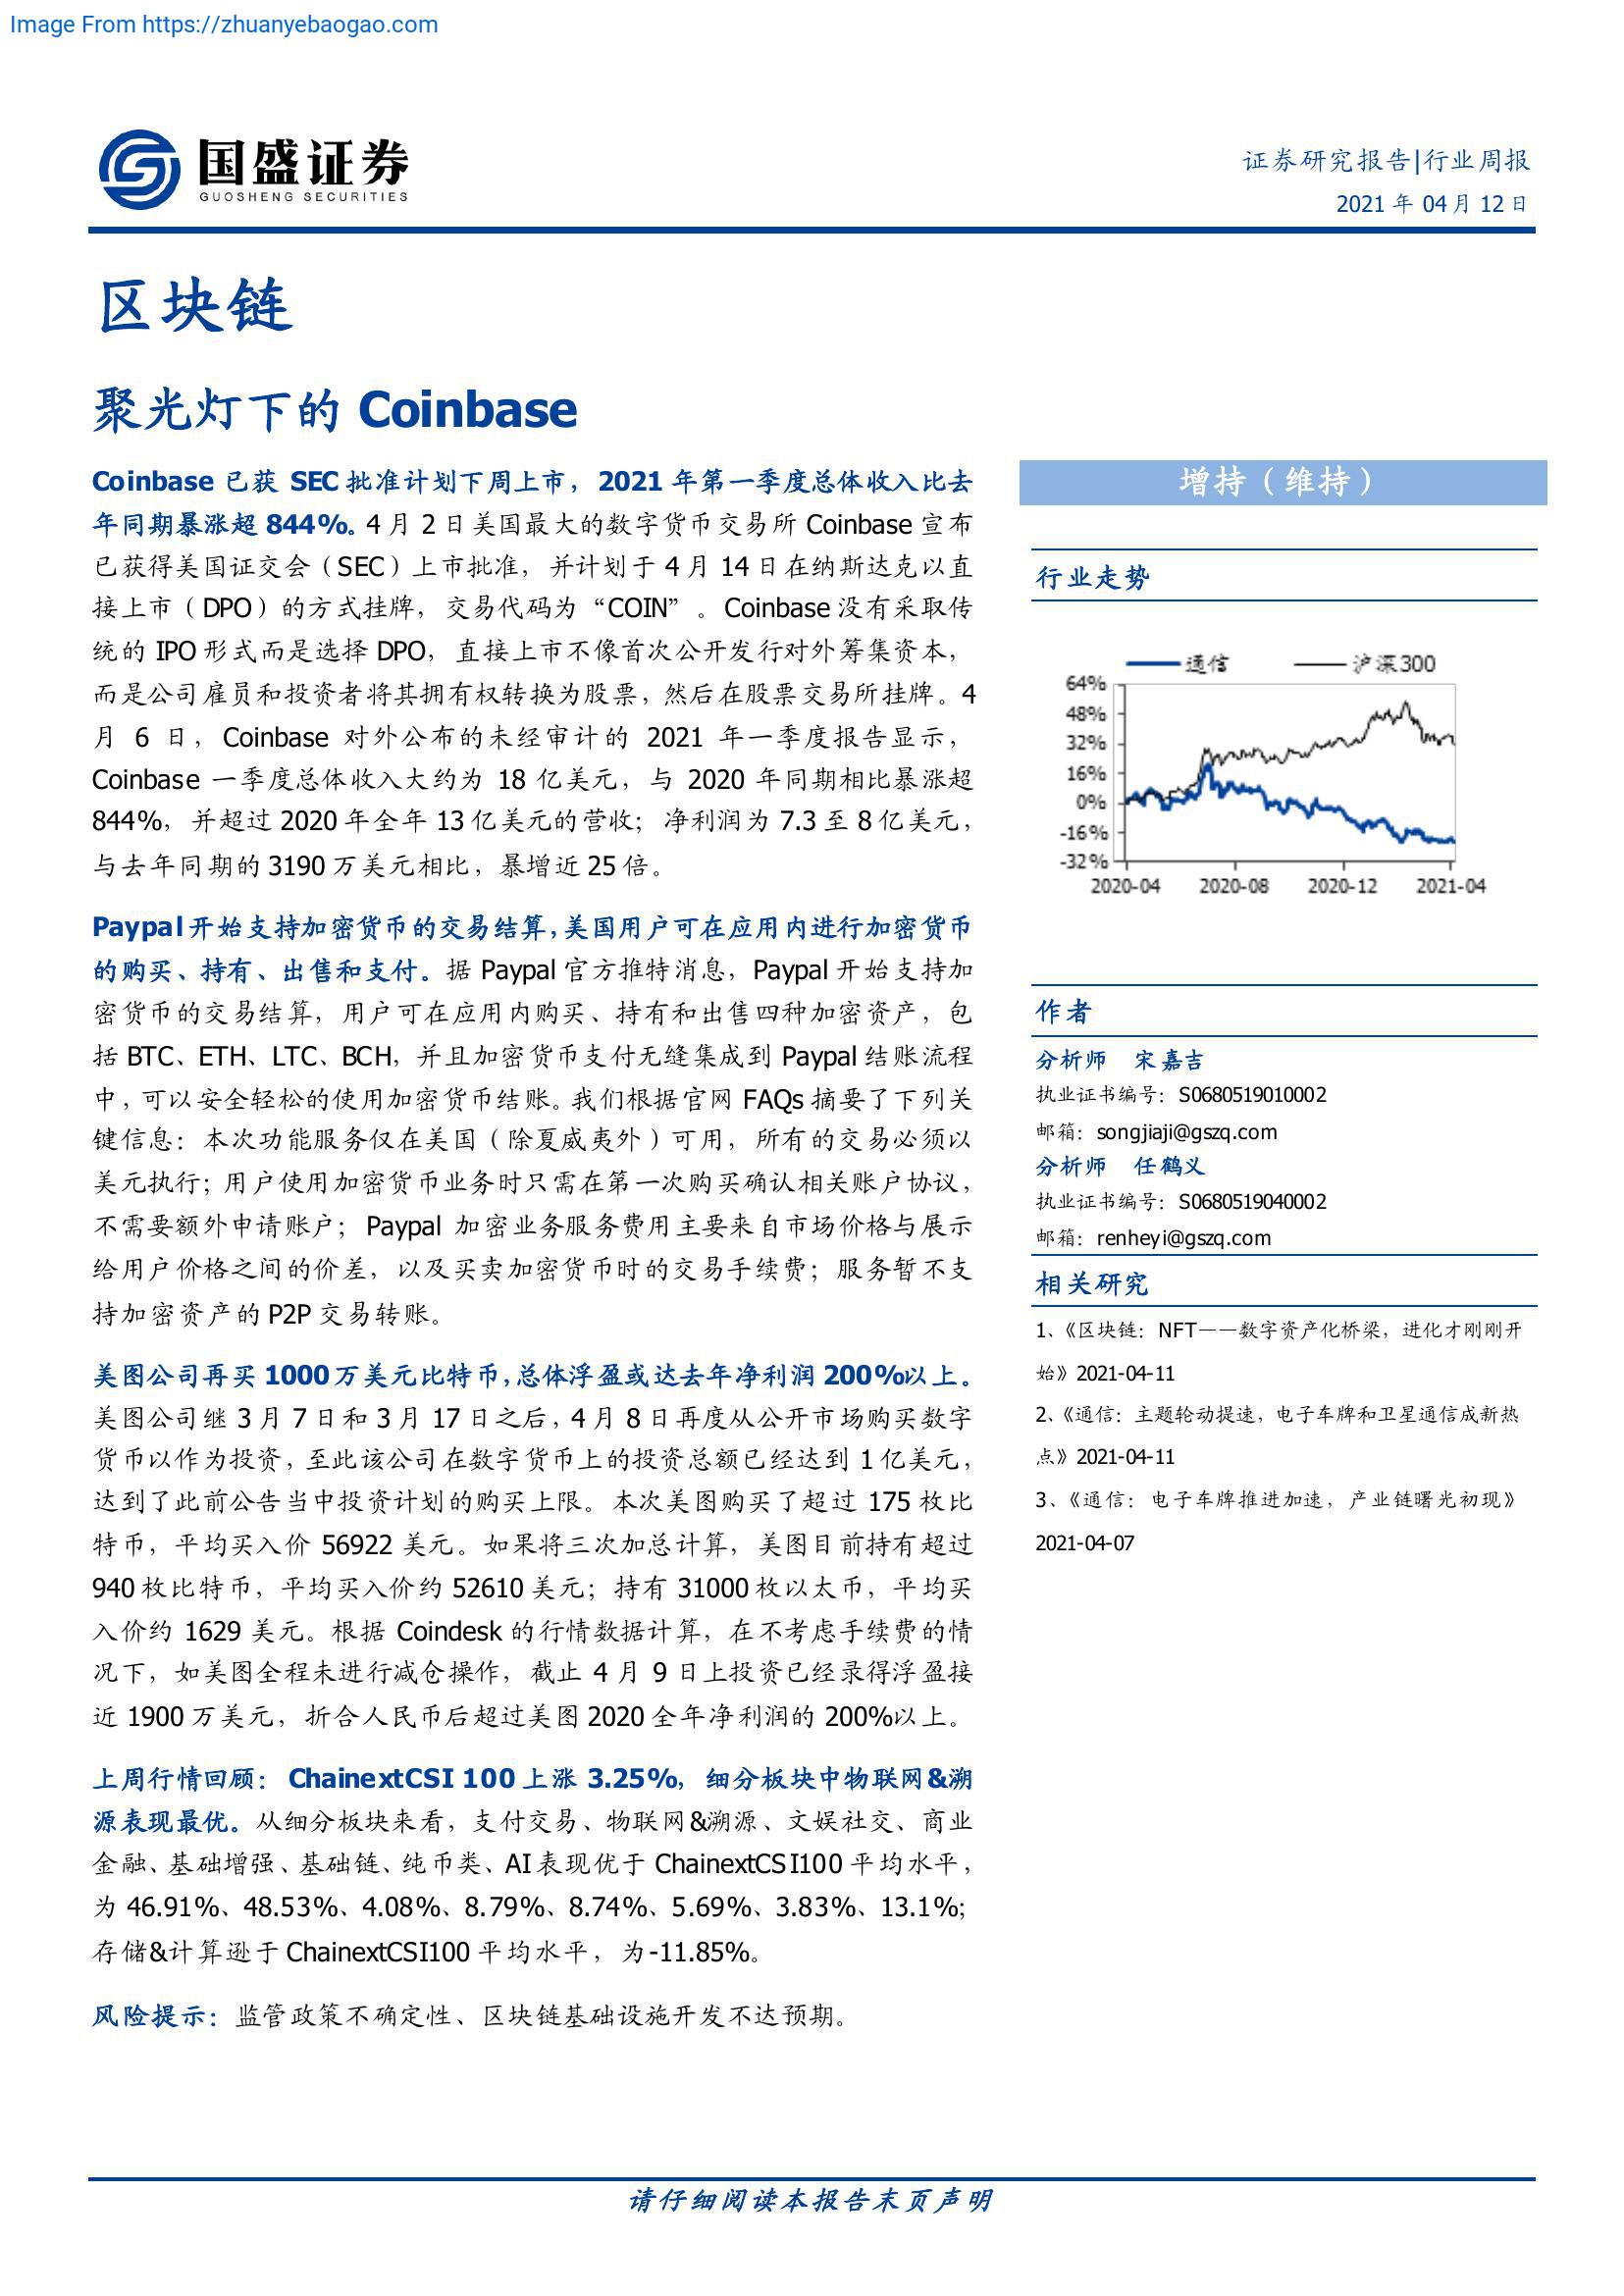 Image From https://zhuanyebaogao.com
国盛证券
GUOSHENG SECURITIES
证券研究报告|行业周报
2021 年 04 月 12 日
区块链
聚光灯下的 Coinbase
Coinbase 已获 SEC 批准计划下周上市，2021 年第一季度总体收入比去
年同期暴涨超 844%。4 月 2 日美国最大的数字货币交易所 Coinbase 宣布
已获得美国证交会（SEC）上市批准，并计划于 4 月 14 日在纳斯达克以直
接上市（DPO）的方式挂牌，交易代码为“COIN”。Coinbase 没有采取传
统的 IPO 形式而是选择 DPO，直接上市不像首次公开发行对外筹集资本，
而是公司雇员和投资者将其拥有权转换为股票，然后在股票交易所挂牌。4
月 6 日，Coinbase 对外公布的未经审计的 2021 年一季度报告显示，
Coinbase 一季度总体收入大约为 18 亿美元，与 2020 年同期相比暴涨超
844%，并超过 2020 年全年 13 亿美元的营收；净利润为 7.3 至 8 亿美元，
与去年同期的 3190 万美元相比，暴增近 25 倍。
Paypal 开始支持加密货币的交易结算，美国用户可在应用内进行加密货币
的购买、持有、出售和支付。据 Paypal 官方推特消息，Paypal 开始支持加
密货币的交易结算，用户可在应用内购买、持有和出售四种加密资产，包
括 BTC、ETH、LTC、BCH，并且加密货币支付无缝集成到 Paypal 结账流程
中，可以安全轻松的使用加密货币结账。我们根据官网 FAQs 摘要了下列关
键信息：本次功能服务仅在美国（除夏威夷外）可用，所有的交易必须以
美元执行；用户使用加密货币业务时只需在第一次购买确认相关账户协议，
不需要额外申请账户；Paypal 加密业务服务费用主要来自市场价格与展示
给用户价格之间的价差，以及买卖加密货币时的交易手续费；服务暂不支
持加密资产的 P2P 交易转账。
美图公司再买 1000 万美元比特币，总体浮盈或达去年净利润 200%以上。
美图公司继 3 月 7 日和 3 月 17 日之后，4 月 8 日再度从公开市场购买数字
货币以作为投资，至此该公司在数字货币上的投资总额已经达到 1 亿美元，
达到了此前公告当中投资计划的购买上限。本次美图购买了超过 175 枚比
特币，平均买入价 56922 美元。如果将三次加总计算，美图目前持有超过
940 枚比特币，平均买入价约 52610 美元；持有 31000 枚以太币，平均买
入价约 1629 美元。根据 Coindesk 的行情数据计算，在不考虑手续费的情
况下，如美图全程未进行减仓操作，截止 4 月 9 日上投资已经录得浮盈接
近 1900 万美元，折合人民币后超过美图 2020 全年净利润的 200%以上。
上周行情回顾：ChainextCSI 100 上涨 3.25%，细分板块中物联网&溯
源表现最优。从细分板块来看，支付交易、物联网&溯源、文娱社交、商业
金融、基础增强、基础链、纯币类、AI 表现优于 ChainextCSI100 平均水平，
为 46.91%、48.53%、4.08%、8.79%、8.74%、5.69%、3.83%、13.1%；
存储&计算逊于 ChainextCSI100 平均水平，为-11.85%。
风险提示：监管政策不确定性、区块链基础设施开发不达预期。
增持（维持）
行业走势
通信 沪深300
64%
48%
32%
16%
0%
-16%
-32%
2020-04 2020-08 2020-12 2021-04
作者
分析师 宋嘉吉
执业证书编号：S0680519010002
邮箱：songjiaji@gszq.com
分析师 任鹤义
执业证书编号：S0680519040002
邮箱：renheyi@gszq.com
相关研究
1、《区块链：NFT——数字资产化桥梁，进化才刚刚开
始》2021-04-11
2、《通信：主题轮动提速，电子车牌和卫星通信成新热
点》2021-04-11
3、《通信：电子车牌推进加速，产业链曙光初现》
2021-04-07
请仔细阅读本报告末页声明